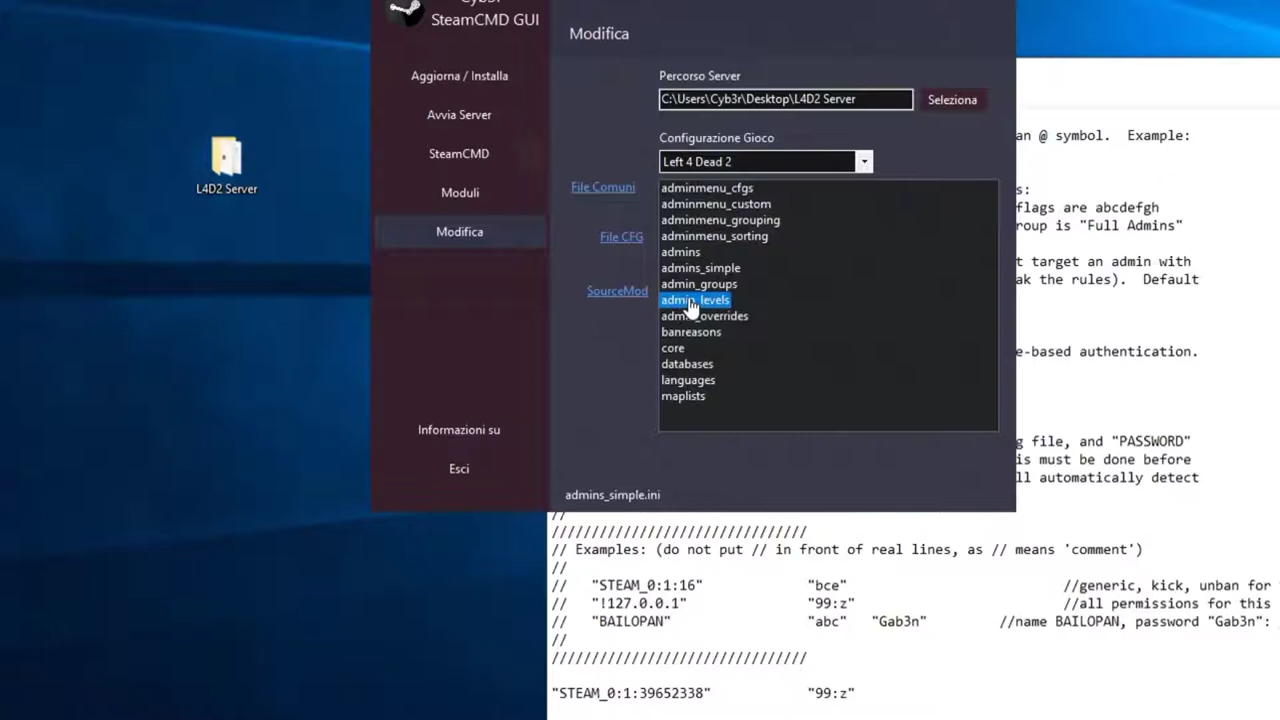 SteamCMD GUI
Aggiorna / Installa
Avvia Server
SteamCMD
Moduli
Modifica
Informazioni su
Esci
Modifica
Percorso Server
C:\Users\Cyb3r\Desktop\L4D2 Server
Seleziona
Configurazione Gioco
Left 4 Dead 2
File Comuni
File CFG
SourceMod
adminmenu_cfgs
adminmenu_custom
adminmenu_grouping
adminmenu_sorting
admins
admins_simple
admin_groups
admin_levels
admin_overrides
banreasons
core
databases
languages
maplists
admins_simple.ini
L4D2 Server
an @ symbol.  Example:
s:
flags are abcdefgh
roup is "Full Admins"
t target an admin with
ak the rules).  Default
e-based authentication.
g file, and "PASSWORD"
is must be done before
ll automatically detect
//
////////////////////////////////
// Examples: (do not put // in front of real lines, as // means 'comment')
//
//   "STEAM_0:1:16"   "bce"   //generic, kick, unban for
//   "!127.0.0.1"   "99:z"   //all permissions for this
//   "BAILOPAN"   "abc"   "Gab3n"   //name BAILOPAN, password "Gab3n":
//
////////////////////////////////
"STEAM_0:1:39652338"   "99:z"